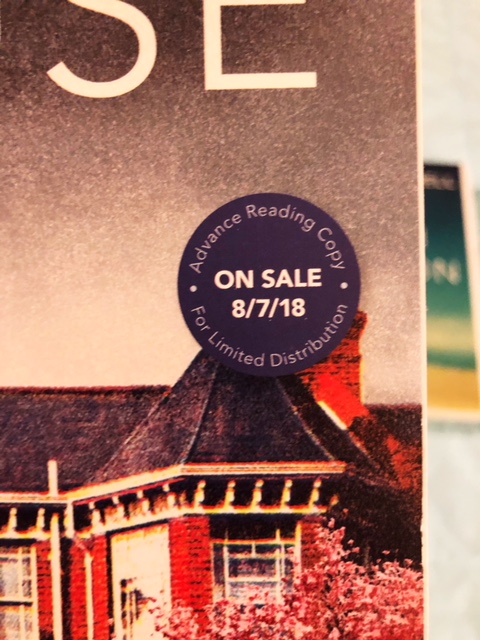 SE
Advance Reading Copy
ON SALE
8/7/18
For Limited Distribution